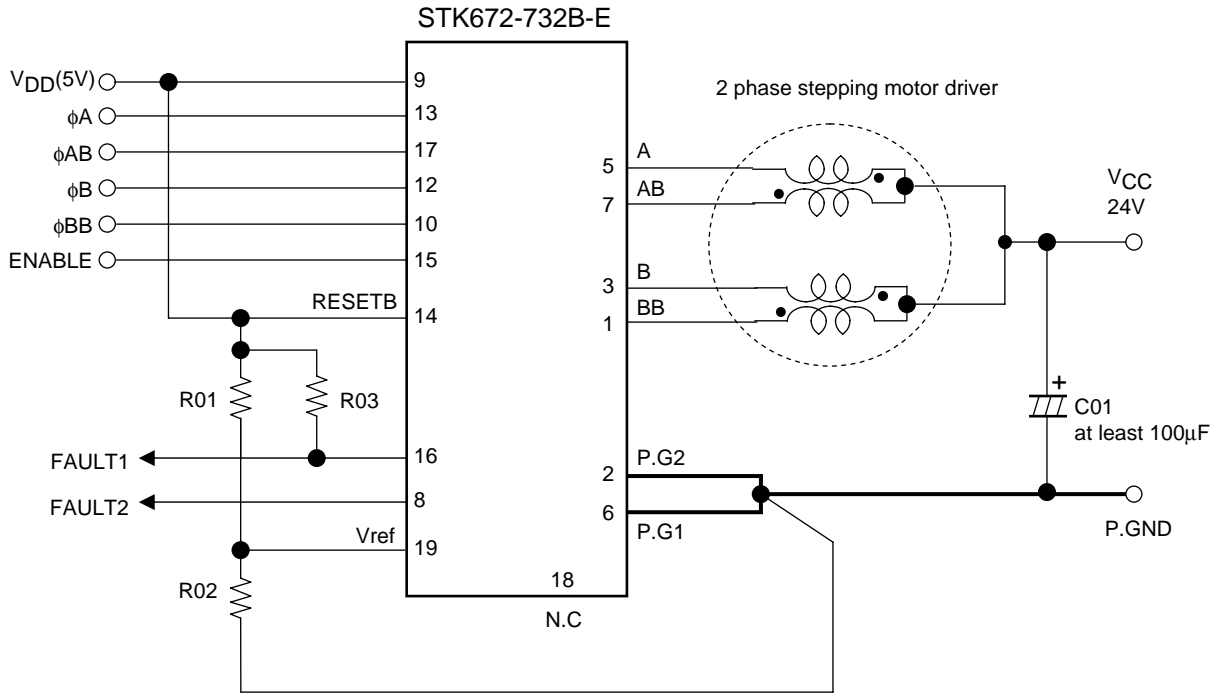 STK672-732B-E
VDD(5V)
9
2 phase stepping motor driver
ϕA
13
ϕAB
17
5
A
ϕB
12
AB
7
VCC
24V
ϕBB
10
ENABLE
15
B
3
RESETB
14
BB
1
R01
R03
+
C01
at least 100μF
FAULT1
16
P.G2
2
FAULT2
8
6
P.G1
P.GND
Vref
19
R02
18
N.C